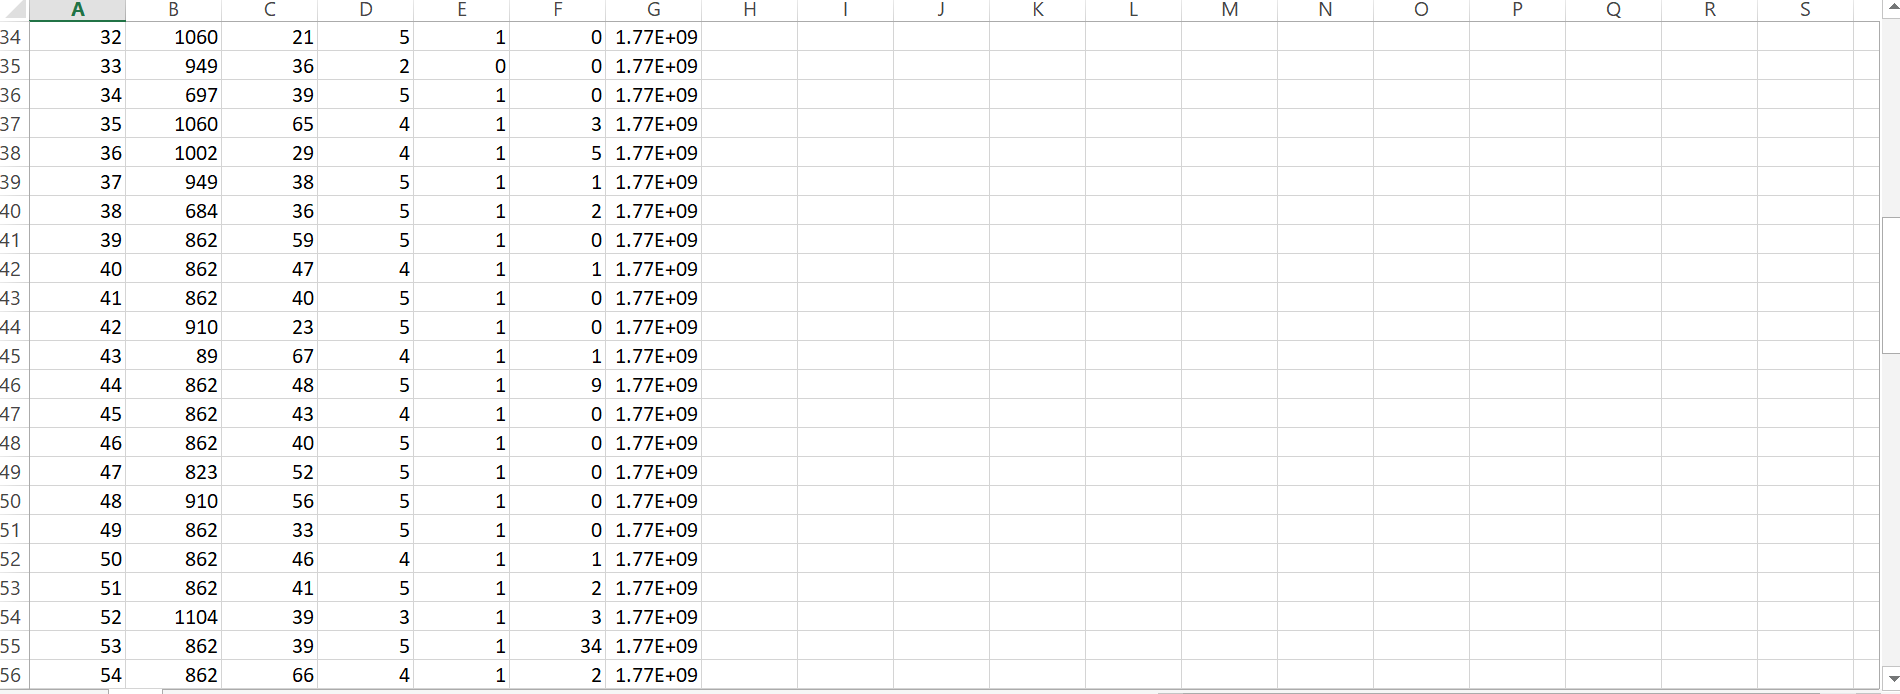 A B C D E F G H I J K L M N O P Q R S
34 32 1060 21 5 1 0 1.77E+09
35 33 949 36 2 0 0 1.77E+09
36 34 697 39 5 1 0 1.77E+09
37 35 1060 65 4 1 3 1.77E+09
38 36 1002 29 4 1 5 1.77E+09
39 37 949 38 5 1 1 1.77E+09
40 38 684 36 5 1 2 1.77E+09
41 39 862 59 5 1 0 1.77E+09
42 40 862 47 4 1 1 1.77E+09
43 41 862 40 5 1 0 1.77E+09
44 42 910 23 5 1 0 1.77E+09
45 43 89 67 4 1 1 1.77E+09
46 44 862 48 5 1 9 1.77E+09
47 45 862 43 4 1 0 1.77E+09
48 46 862 40 5 1 0 1.77E+09
49 47 823 52 5 1 0 1.77E+09
50 48 910 56 5 1 0 1.77E+09
51 49 862 33 5 1 0 1.77E+09
52 50 862 46 4 1 1 1.77E+09
53 51 862 41 5 1 2 1.77E+09
54 52 1104 39 3 1 3 1.77E+09
55 53 862 39 5 1 34 1.77E+09
56 54 862 66 4 1 2 1.77E+09